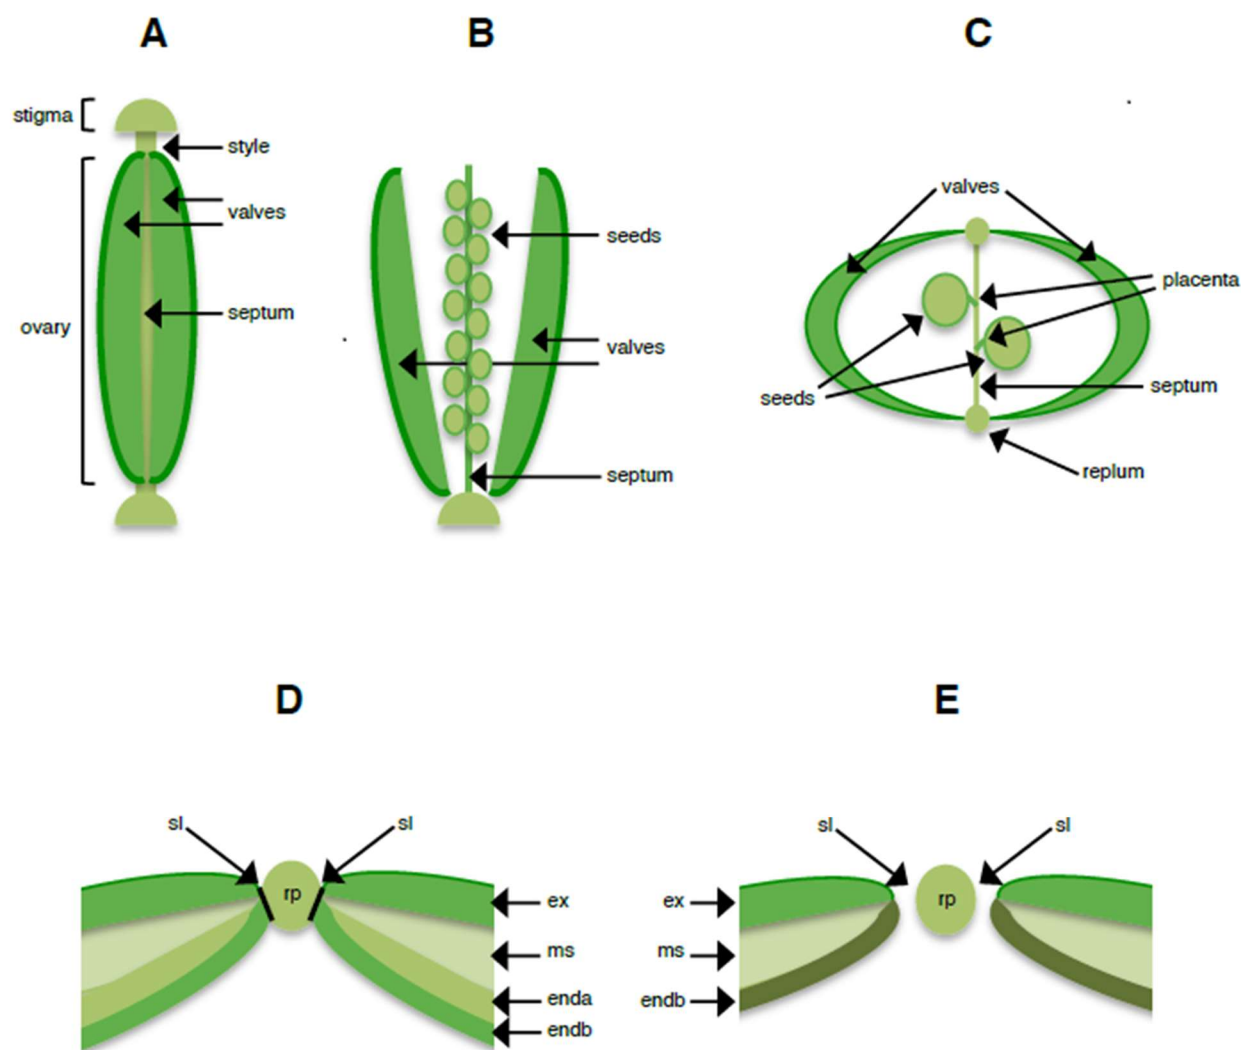 A
B
C
stigma
style
valves
ovary
septum
seeds
valves
septum
valves
placenta
seeds
septum
replum
D
E
sl
sl
rp
ex
ms
enda
endb
sl
sl
rp
ex
ms
endb